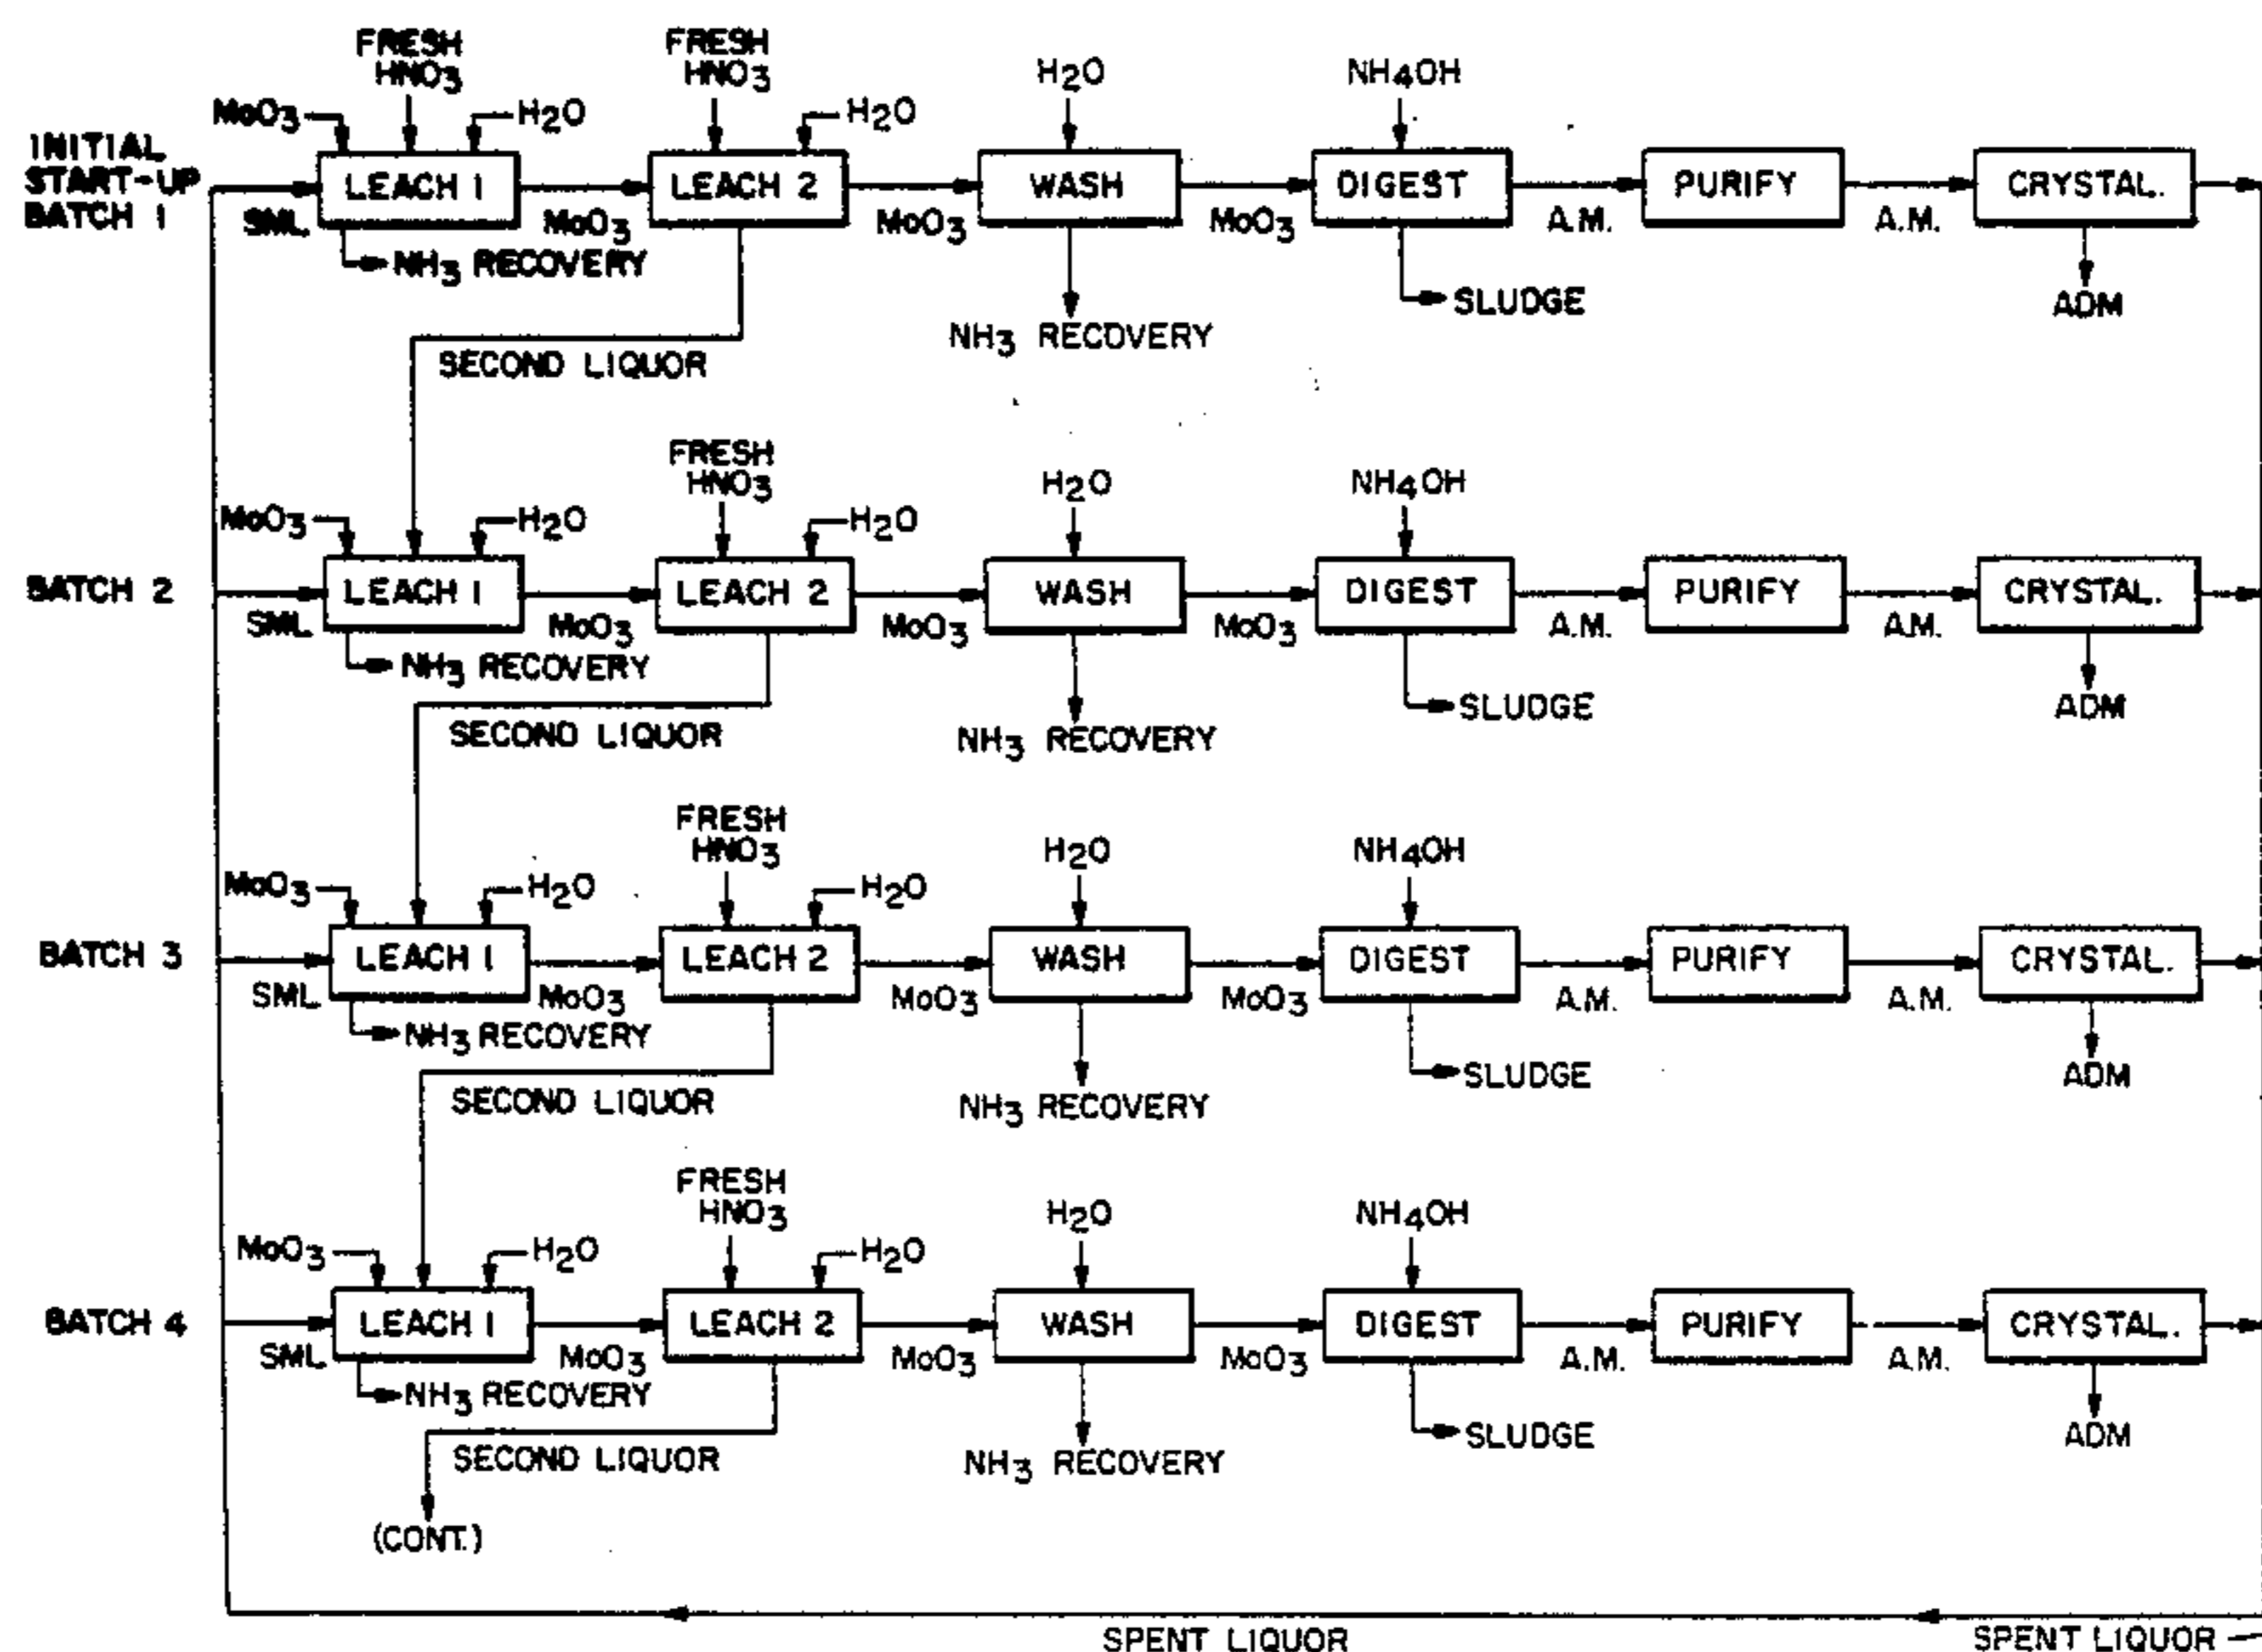 FRESH
HNO3
FRESH
HNO3
H2O
NH4OH
MoO3
H2O
H2O
INITIAL
START-UP
BATCH 1
LEACH 1
LEACH 2
WASH
DIGEST
PURIFY
CRYSTAL.
SML
MoO3
MoO3
MoO3
A.M.
A.M.
NH3 RECOVERY
SLUDGE
ADM
NH3 RECOVERY
SECOND LIQUOR
FRESH
HNO3
H2O
NH4OH
MoO3
H2O
H2O
BATCH 2
LEACH 1
LEACH 2
WASH
DIGEST
PURIFY
CRYSTAL.
SML
MoO3
MoO3
MoO3
A.M.
A.M.
NH3 RECOVERY
SLUDGE
ADM
SECOND LIQUOR
NH3 RECOVERY
FRESH
HNO3
H2O
NH4OH
MoO3
H2O
H2O
BATCH 3
LEACH 1
LEACH 2
WASH
DIGEST
PURIFY
CRYSTAL.
SML
MoO3
MoO3
MoO3
A.M.
A.M.
NH3 RECOVERY
SLUDGE
ADM
SECOND LIQUOR
NH3 RECOVERY
FRESH
HNO3
H2O
NH4OH
MoO3
H2O
H2O
BATCH 4
LEACH 1
LEACH 2
WASH
DIGEST
PURIFY
CRYSTAL.
SML
MoO3
MoO3
MoO3
A.M.
A.M.
NH3 RECOVERY
SLUDGE
ADM
SECOND LIQUOR
NH3 RECOVERY
(CONT.)
SPENT LIQUOR
SPENT LIQUOR